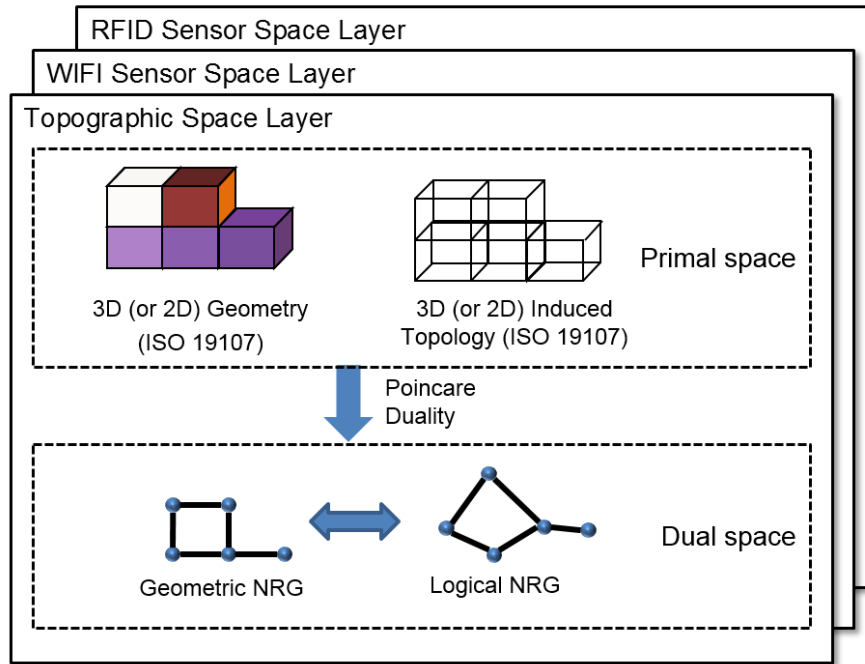 RFID Sensor Space Layer
WIFI Sensor Space Layer
Topographic Space Layer
3D (or 2D) Geometry
(ISO 19107)
3D (or 2D) Induced
Topology (ISO 19107)
Primal space
Poincare
Duality
Geometric NRG
Logical NRG
Dual space